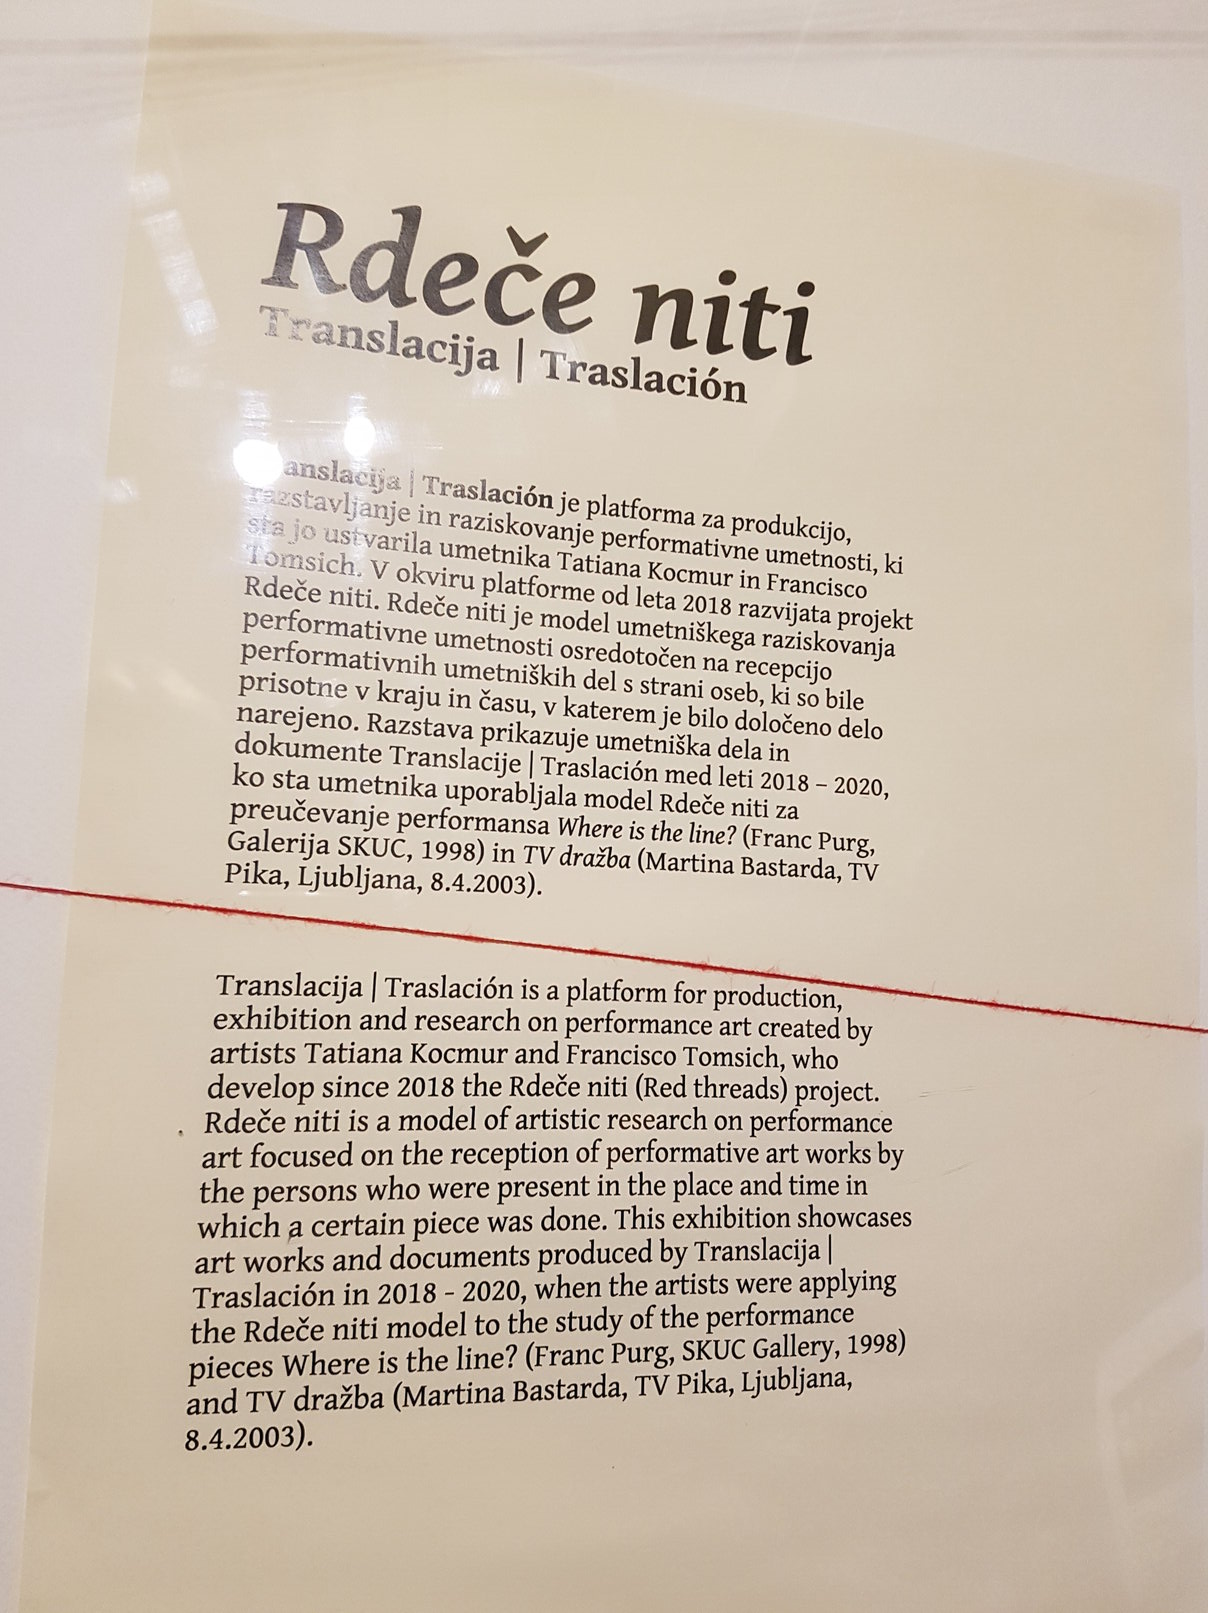 Rdeče niti
Translacija | Traslación
anslacija | Traslación je platforma za produkcijo,
razstavljanje in raziskovanje performativne umetnosti, ki
sta jo ustvarila umetnika Tatiana Kocmur in Francisco
Tomsich. V okviru platforme od leta 2018 razvijata projekt
Rdeče niti. Rdeče niti je model umetniškega raziskovanja
performativne umetnosti osredotočen na recepcijo
performativnih umetniških del s strani oseb, ki so bile
prisotne v kraju in času, v katerem je bilo določeno delo
narejeno. Razstava prikazuje umetniška dela in
dokumente Translacije | Traslación med leti 2018 – 2020,
ko sta umetnika uporabljala model Rdeče niti za
preučevanje performansa Where is the line? (Franc Purg,
Galerija SKUC, 1998) in TV dražba (Martina Bastarda, TV
Pika, Ljubljana, 8.4.2003).
Translacija | Traslación is a platform for production,
exhibition and research on performance art created by
artists Tatiana Kocmur and Francisco Tomsich, who
develop since 2018 the Rdeče niti (Red threads) project.
Rdeče niti is a model of artistic research on performance
art focused on the reception of performative art works by
the persons who were present in the place and time in
which a certain piece was done. This exhibition showcases
art works and documents produced by Translacija |
Traslación in 2018 - 2020, when the artists were applying
the Rdeče niti model to the study of the performance
pieces Where is the line? (Franc Purg, SKUC Gallery, 1998)
and TV dražba (Martina Bastarda, TV Pika, Ljubljana,
8.4.2003).